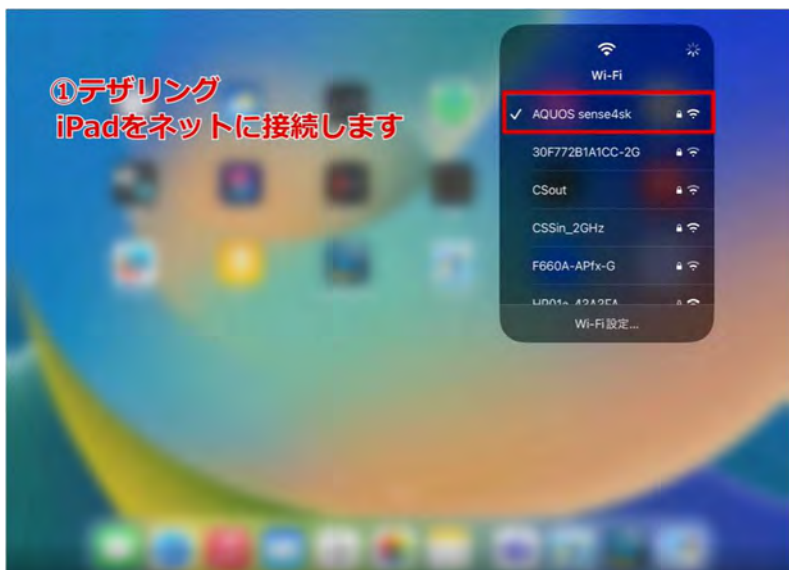 ①テザリング
iPadをネットに接続します
Wi-Fi
AQUOS sense4sk
30F772B1A1CC-2G
CSout
CSSin_2GHz
F660A-APfx-G
Wi-Fi設定...